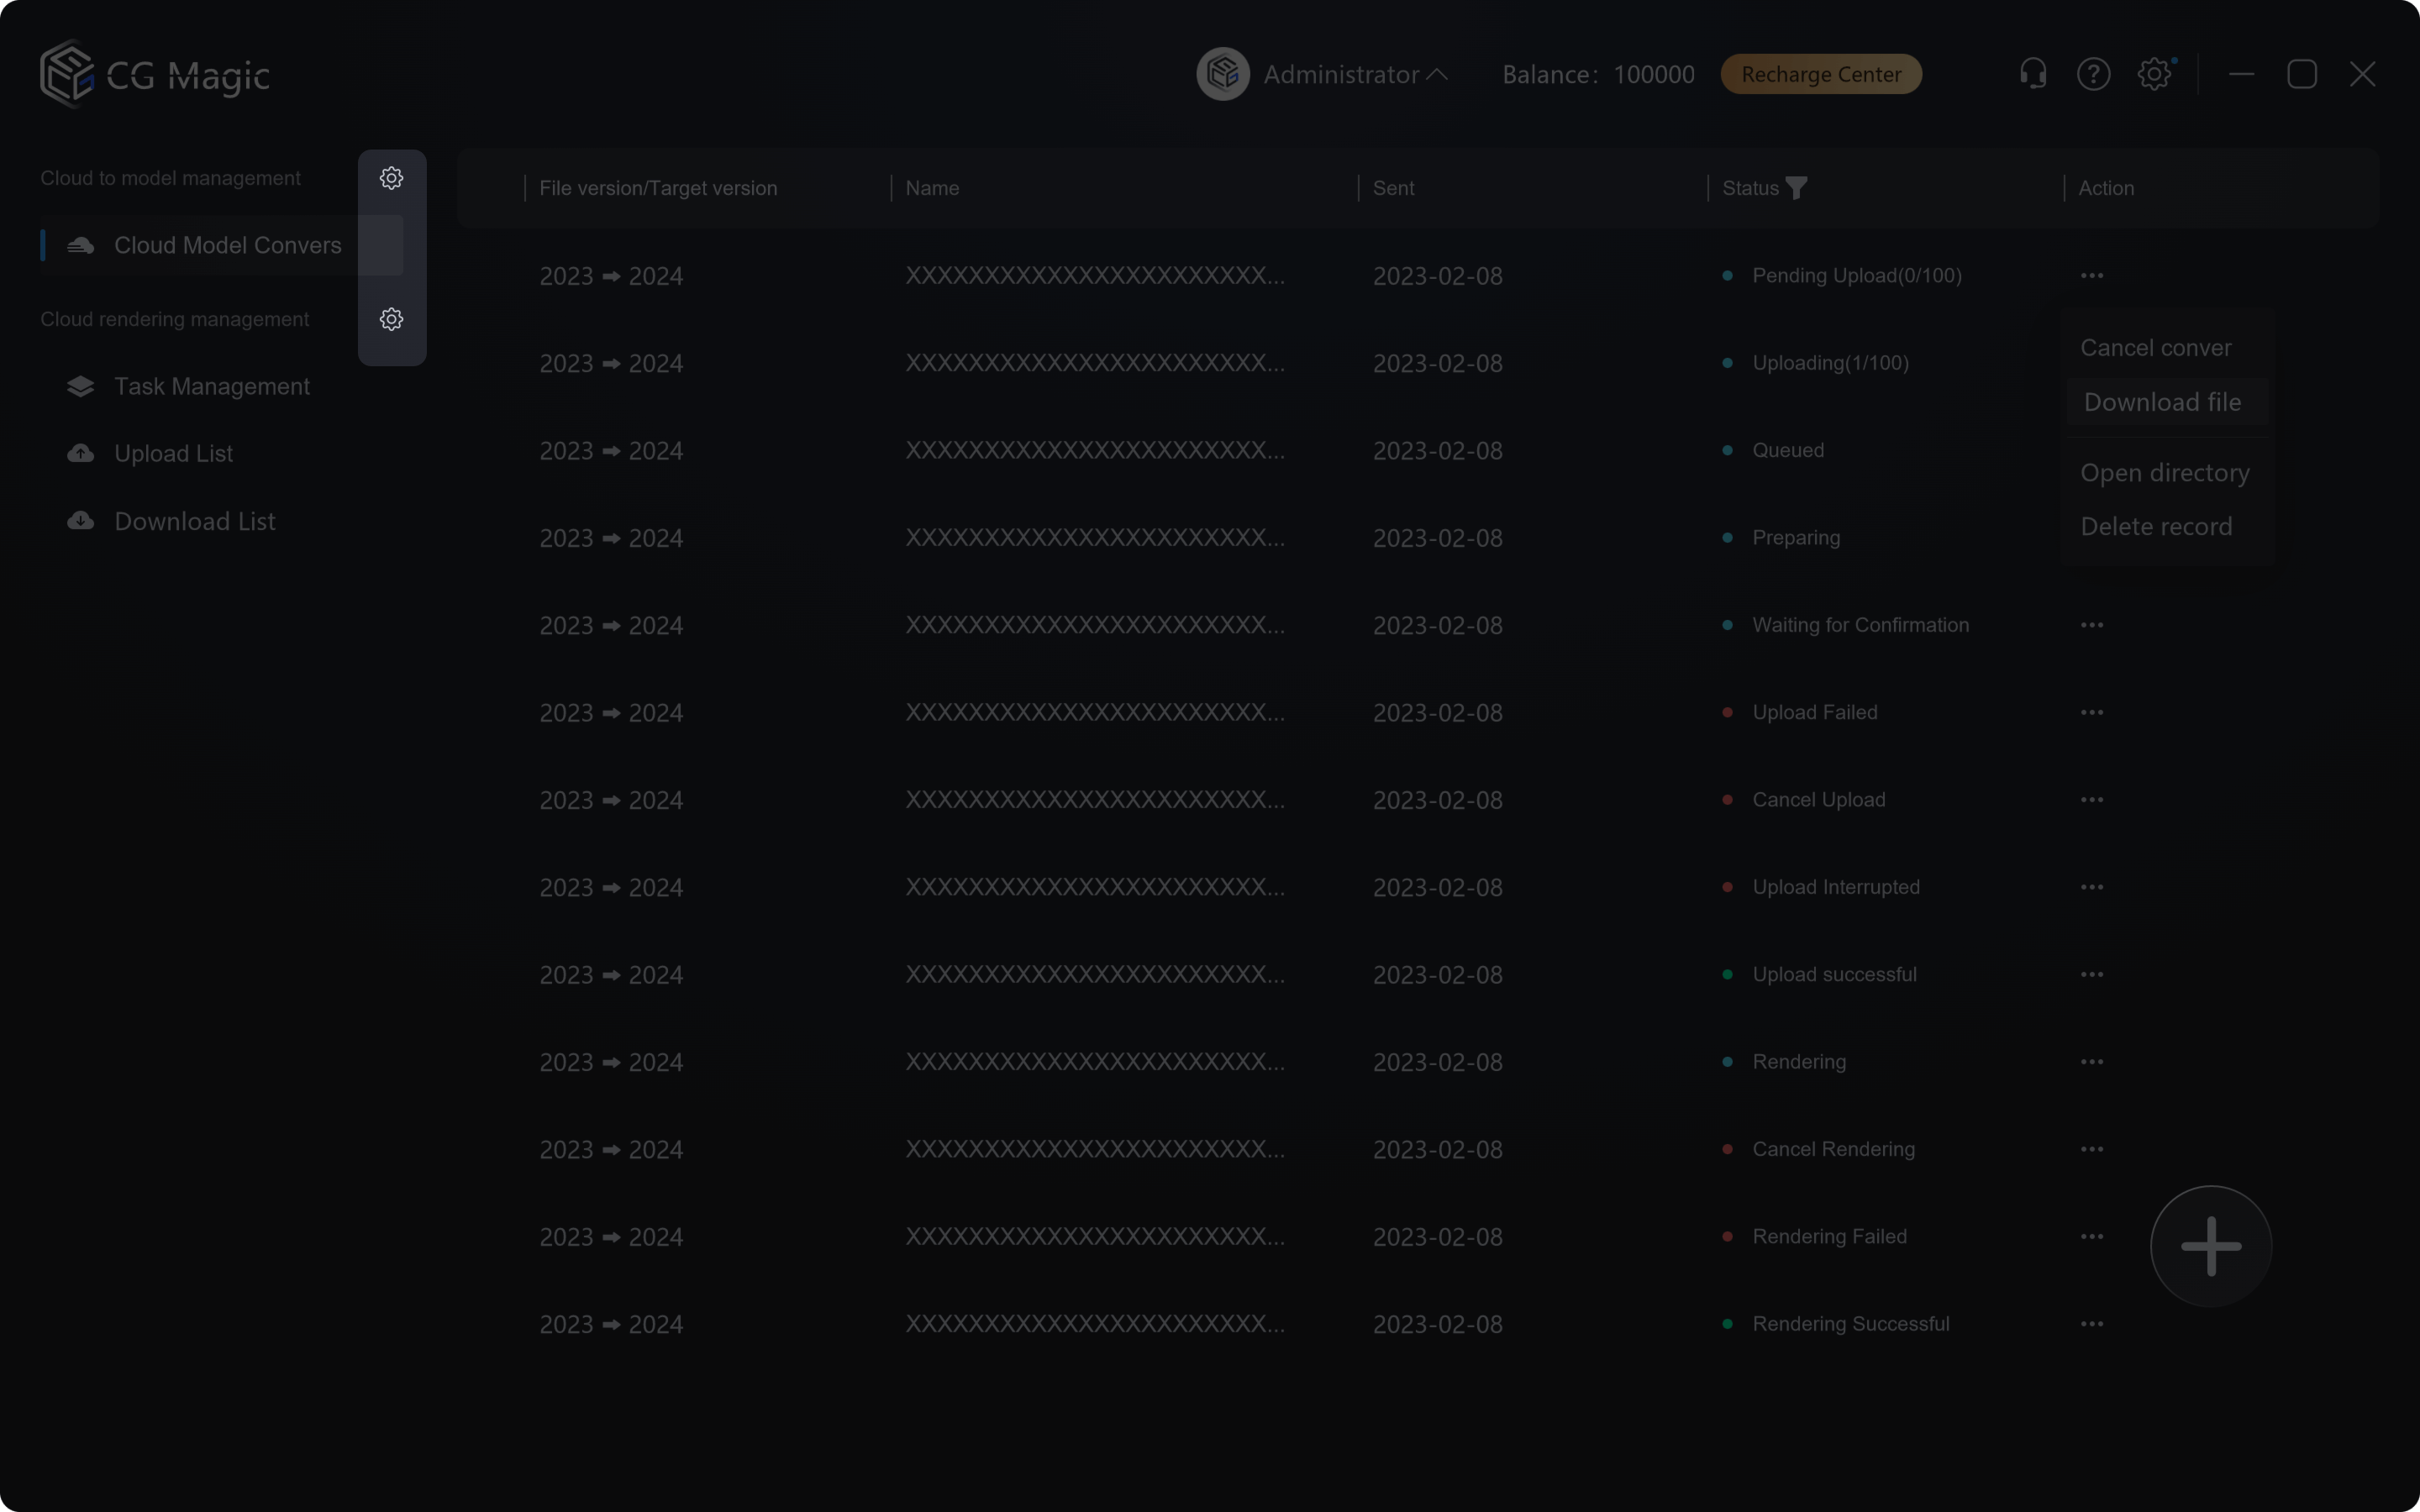 CG Magic
Administrator
Balance: 100000
Recharge Center
Cloud to model management
Cloud Model Convers
Cloud rendering management
Task Management
Upload List
Download List
File version/Target version Name Sent Status Action
2023 ➡ 2024 XXXXXXXXXXXXXXXXXXXXXXX... 2023-02-08 Pending Upload(0/100) •••
2023 ➡ 2024 XXXXXXXXXXXXXXXXXXXXXXX... 2023-02-08 Uploading(1/100)
2023 ➡ 2024 XXXXXXXXXXXXXXXXXXXXXXX... 2023-02-08 Queued
2023 ➡ 2024 XXXXXXXXXXXXXXXXXXXXXXX... 2023-02-08 Preparing
2023 ➡ 2024 XXXXXXXXXXXXXXXXXXXXXXX... 2023-02-08 Waiting for Confirmation •••
2023 ➡ 2024 XXXXXXXXXXXXXXXXXXXXXXX... 2023-02-08 Upload Failed •••
2023 ➡ 2024 XXXXXXXXXXXXXXXXXXXXXXX... 2023-02-08 Cancel Upload •••
2023 ➡ 2024 XXXXXXXXXXXXXXXXXXXXXXX... 2023-02-08 Upload Interrupted •••
2023 ➡ 2024 XXXXXXXXXXXXXXXXXXXXXXX... 2023-02-08 Upload successful •••
2023 ➡ 2024 XXXXXXXXXXXXXXXXXXXXXXX... 2023-02-08 Rendering •••
2023 ➡ 2024 XXXXXXXXXXXXXXXXXXXXXXX... 2023-02-08 Cancel Rendering •••
2023 ➡ 2024 XXXXXXXXXXXXXXXXXXXXXXX... 2023-02-08 Rendering Failed •••
2023 ➡ 2024 XXXXXXXXXXXXXXXXXXXXXXX... 2023-02-08 Rendering Successful •••
Cancel conver
Download file
Open directory
Delete record